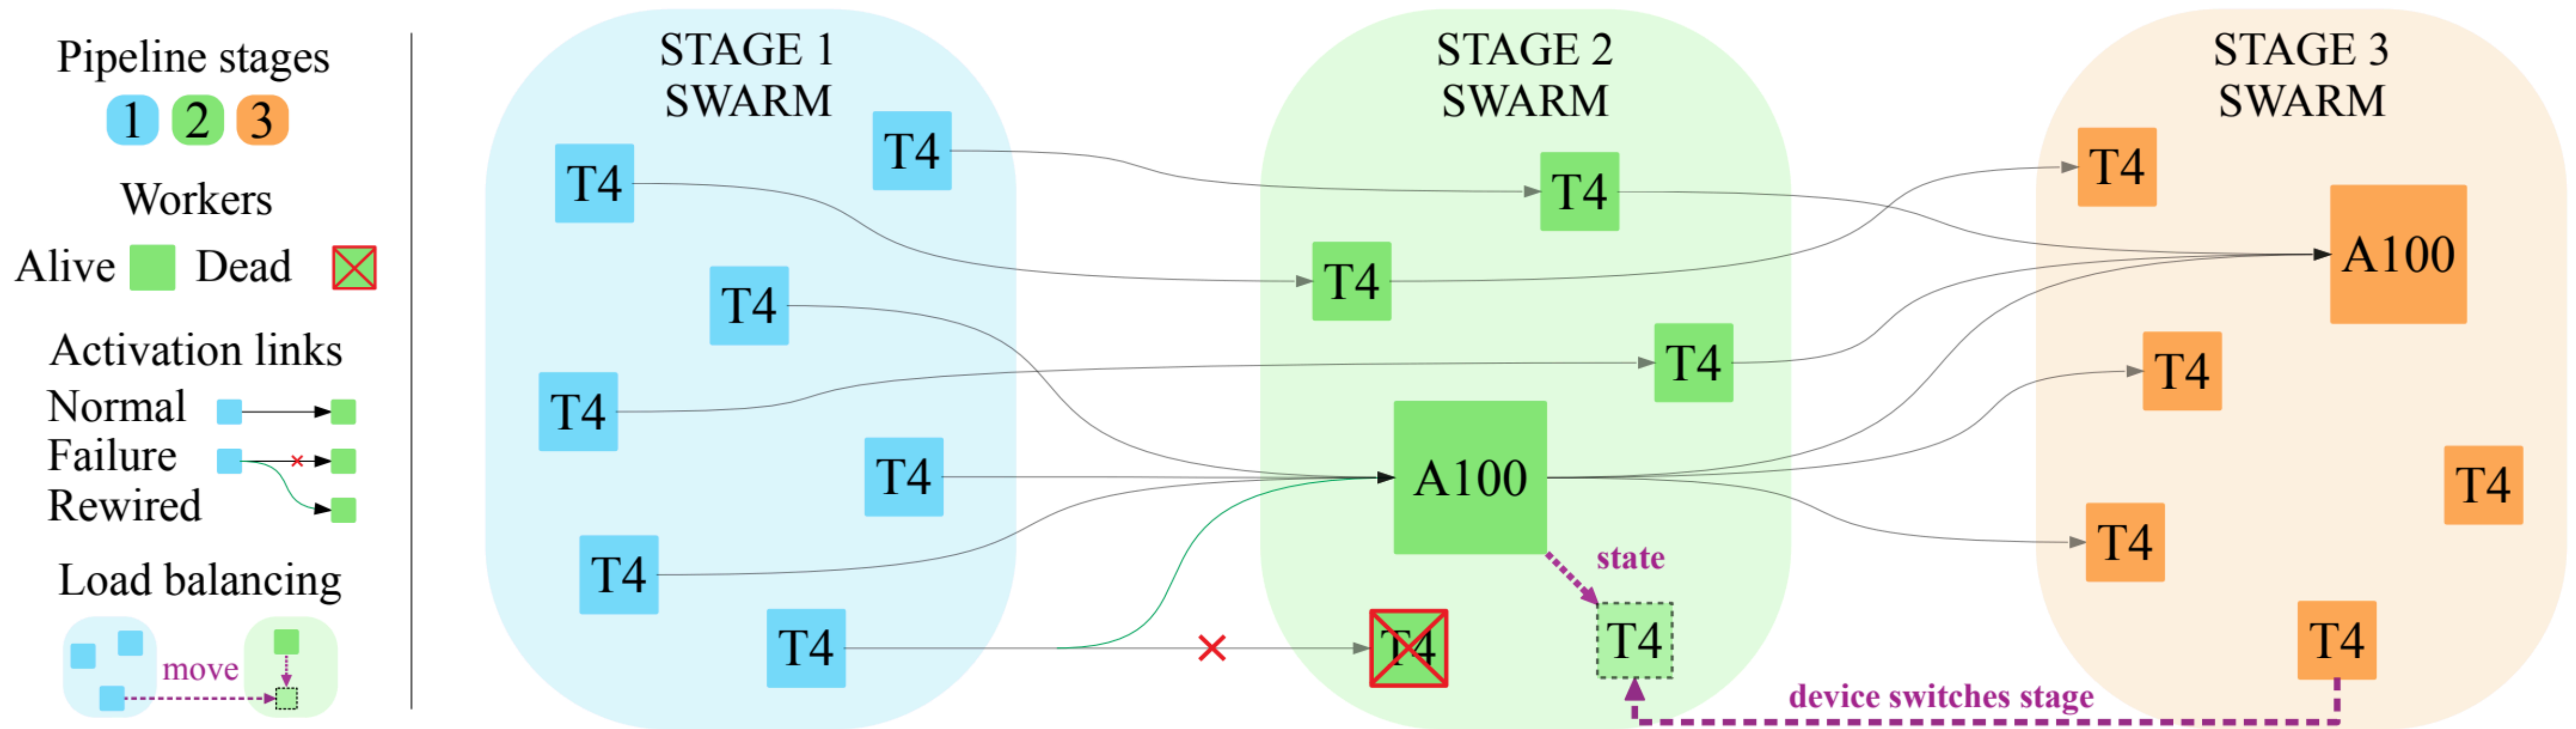 Pipeline stages
1 2 3
Workers
Alive Dead
Activation links
Normal
Failure
Rewired
Load balancing
move
STAGE 1
SWARM
T4
T4
T4
T4
T4
T4
T4
STAGE 2
SWARM
T4
T4
T4
A100
state
T4
T4
STAGE 3
SWARM
T4
A100
T4
T4
T4
T4
device switches stage